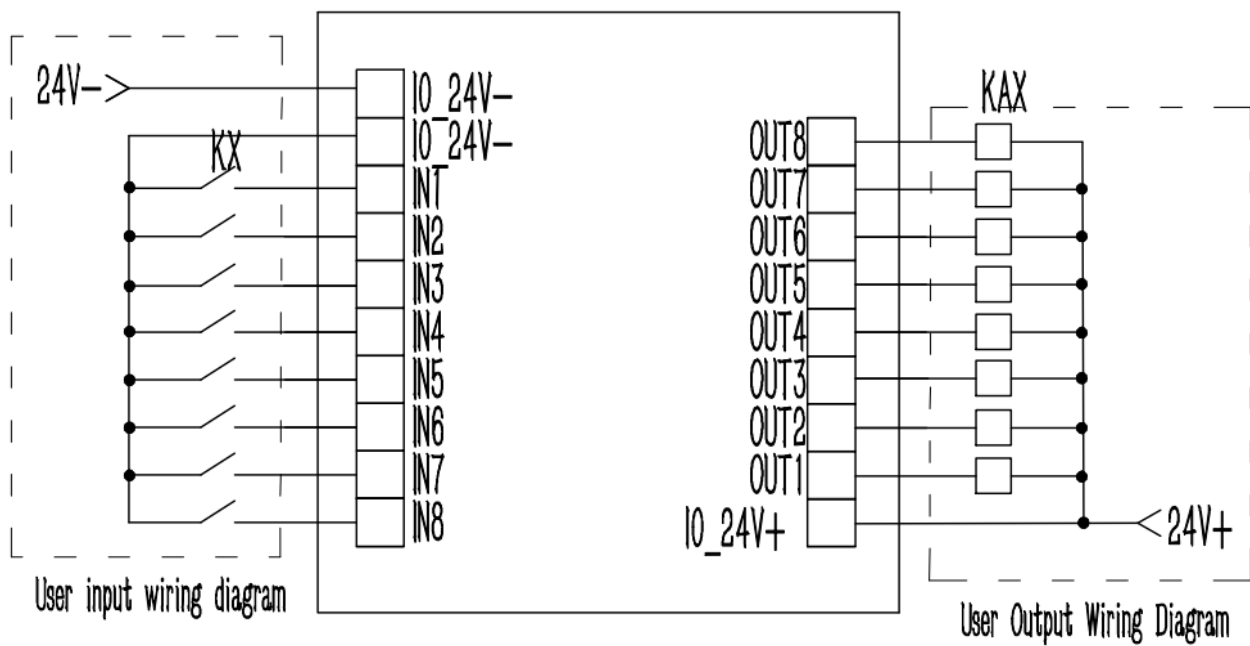 24V-
IO_24V-
IO_24V-
KX
IN1
IN2
IN3
IN4
IN5
IN6
IN7
IN8
User input wiring diagram
KAX
OUT8
OUT7
OUT6
OUT5
OUT4
OUT3
OUT2
OUT1
IO_24V+
24V+
User Output Wiring Diagram